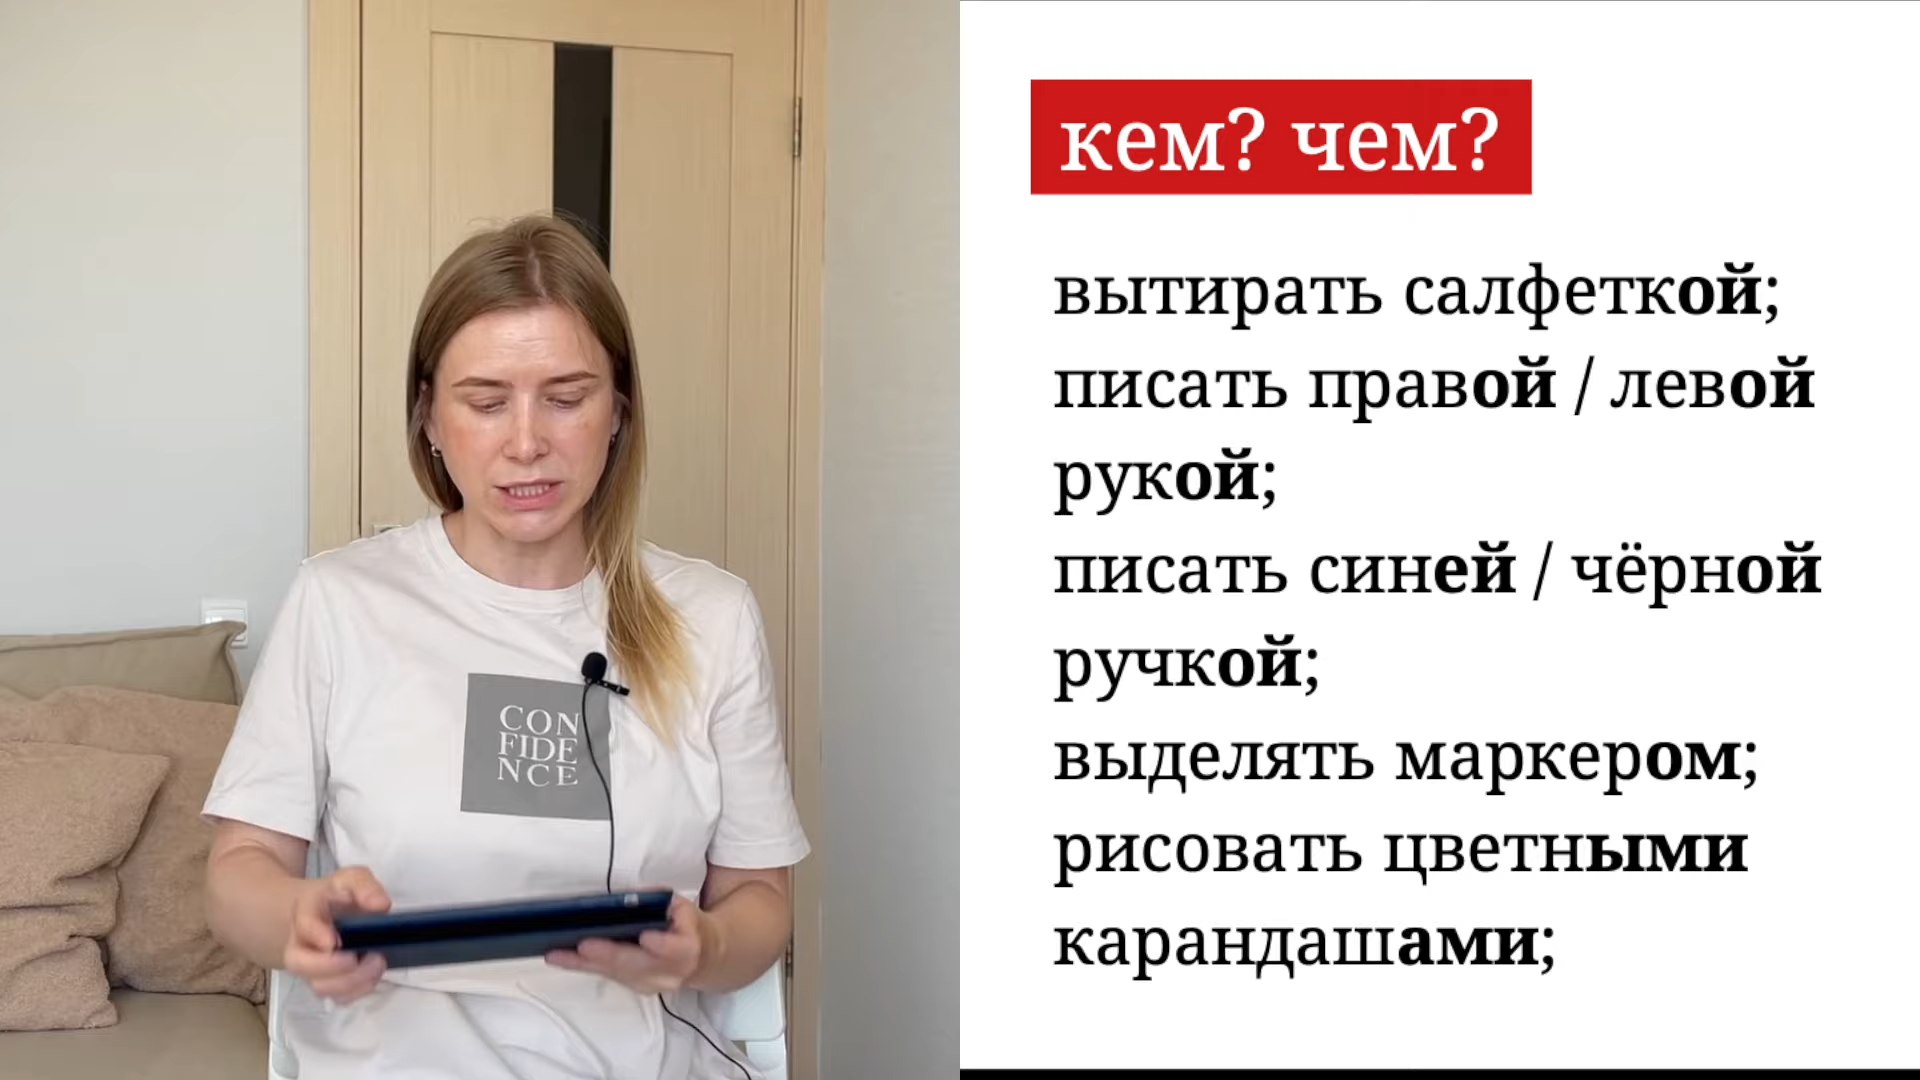 CON
FIDE
NCE
кем? чем?
вытирать салфеткой;
писать правой / левой
рукой;
писать синей / чёрной
ручкой;
выделять маркером;
рисовать цветными
карандашами;